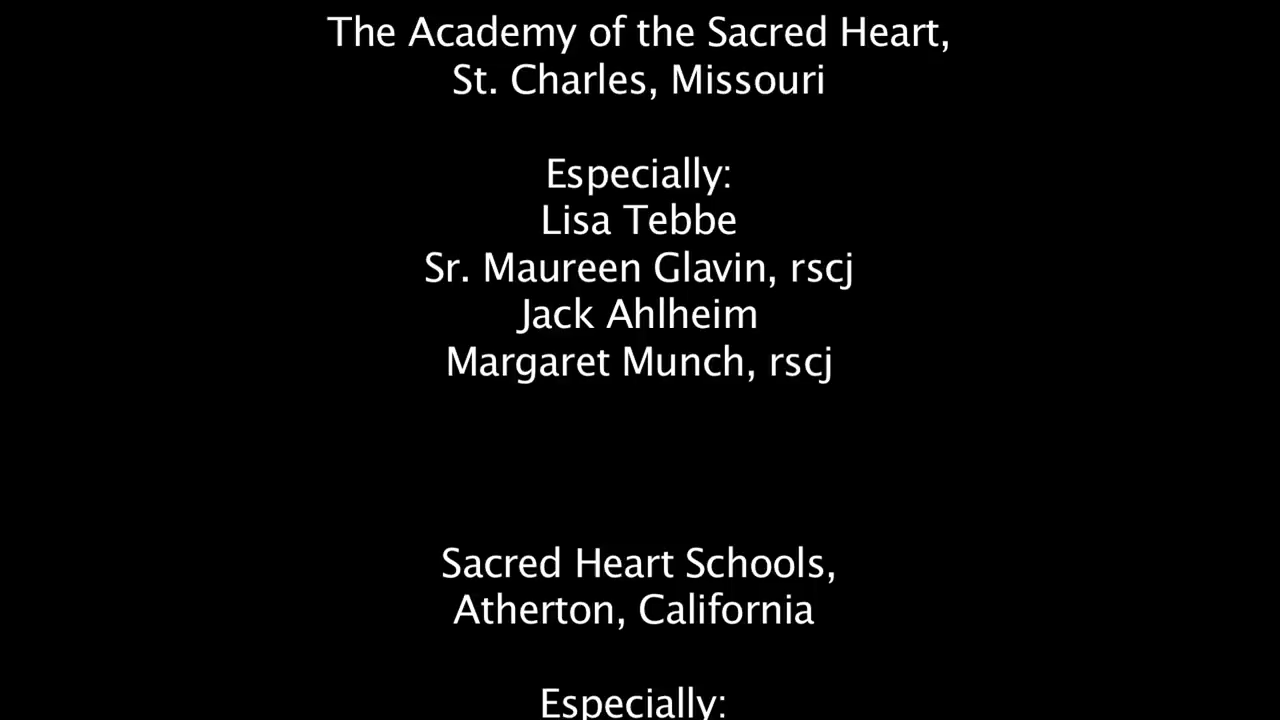 The Academy of the Sacred Heart,
St. Charles, Missouri
Especially:
Lisa Tebbe
Sr. Maureen Glavin, rscj
Jack Ahlheim
Margaret Munch, rscj
Sacred Heart Schools,
Atherton, California
Especially: